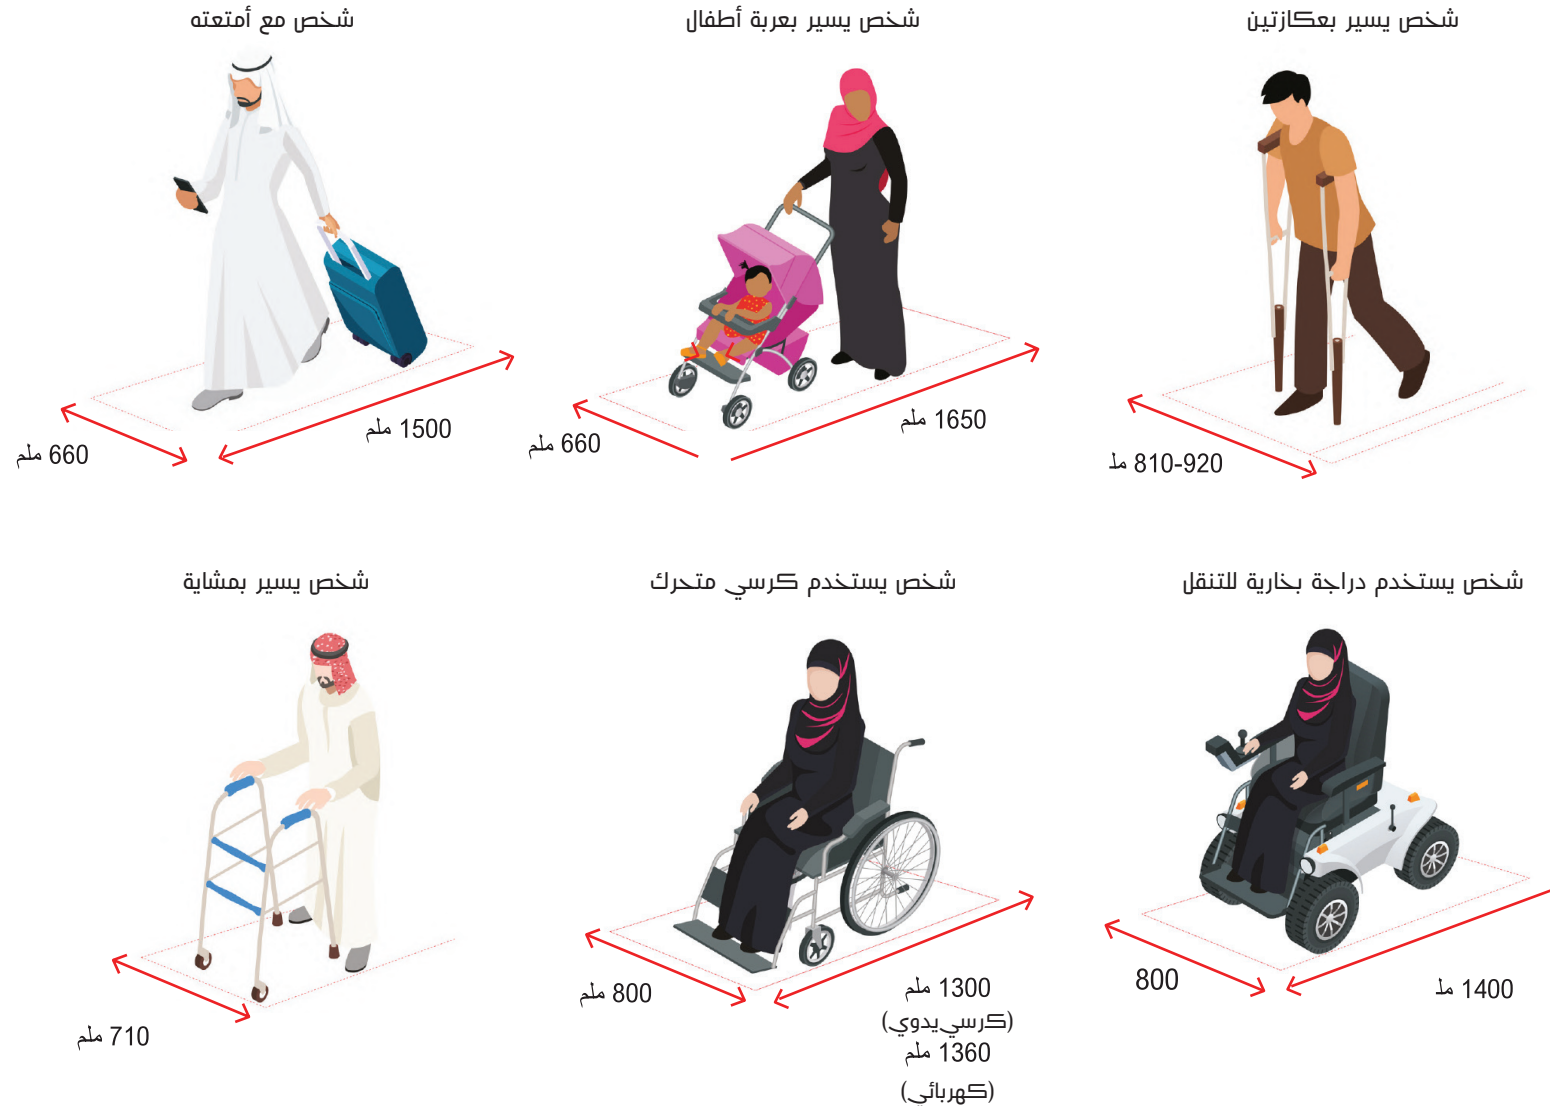 شخص يسير بعكازتين
شخص يسير بعربة أطفال
شخص مع أمتعته
810-920 مل
1650 ملم
660 ملم
1500 ملم
660 ملم
شخص يستخدم دراجة بخارية للتنقل
شخص يستخدم كرسي متحرك
شخص يسير بمشاية
1400 مل
800
1300 ملم
(كرسي يدوي)
1360 ملم
(كهربائي)
800 ملم
710 ملم